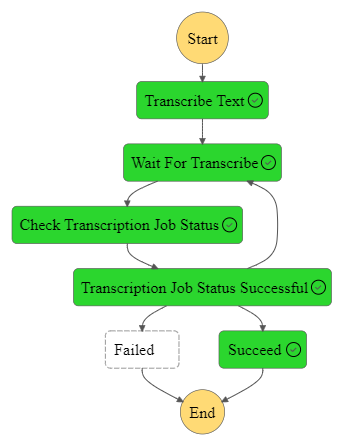 Start
Transcribe Text
Wait For Transcribe
Check Transcription Job Status
Transcription Job Status Successful
Failed
Succeed
End